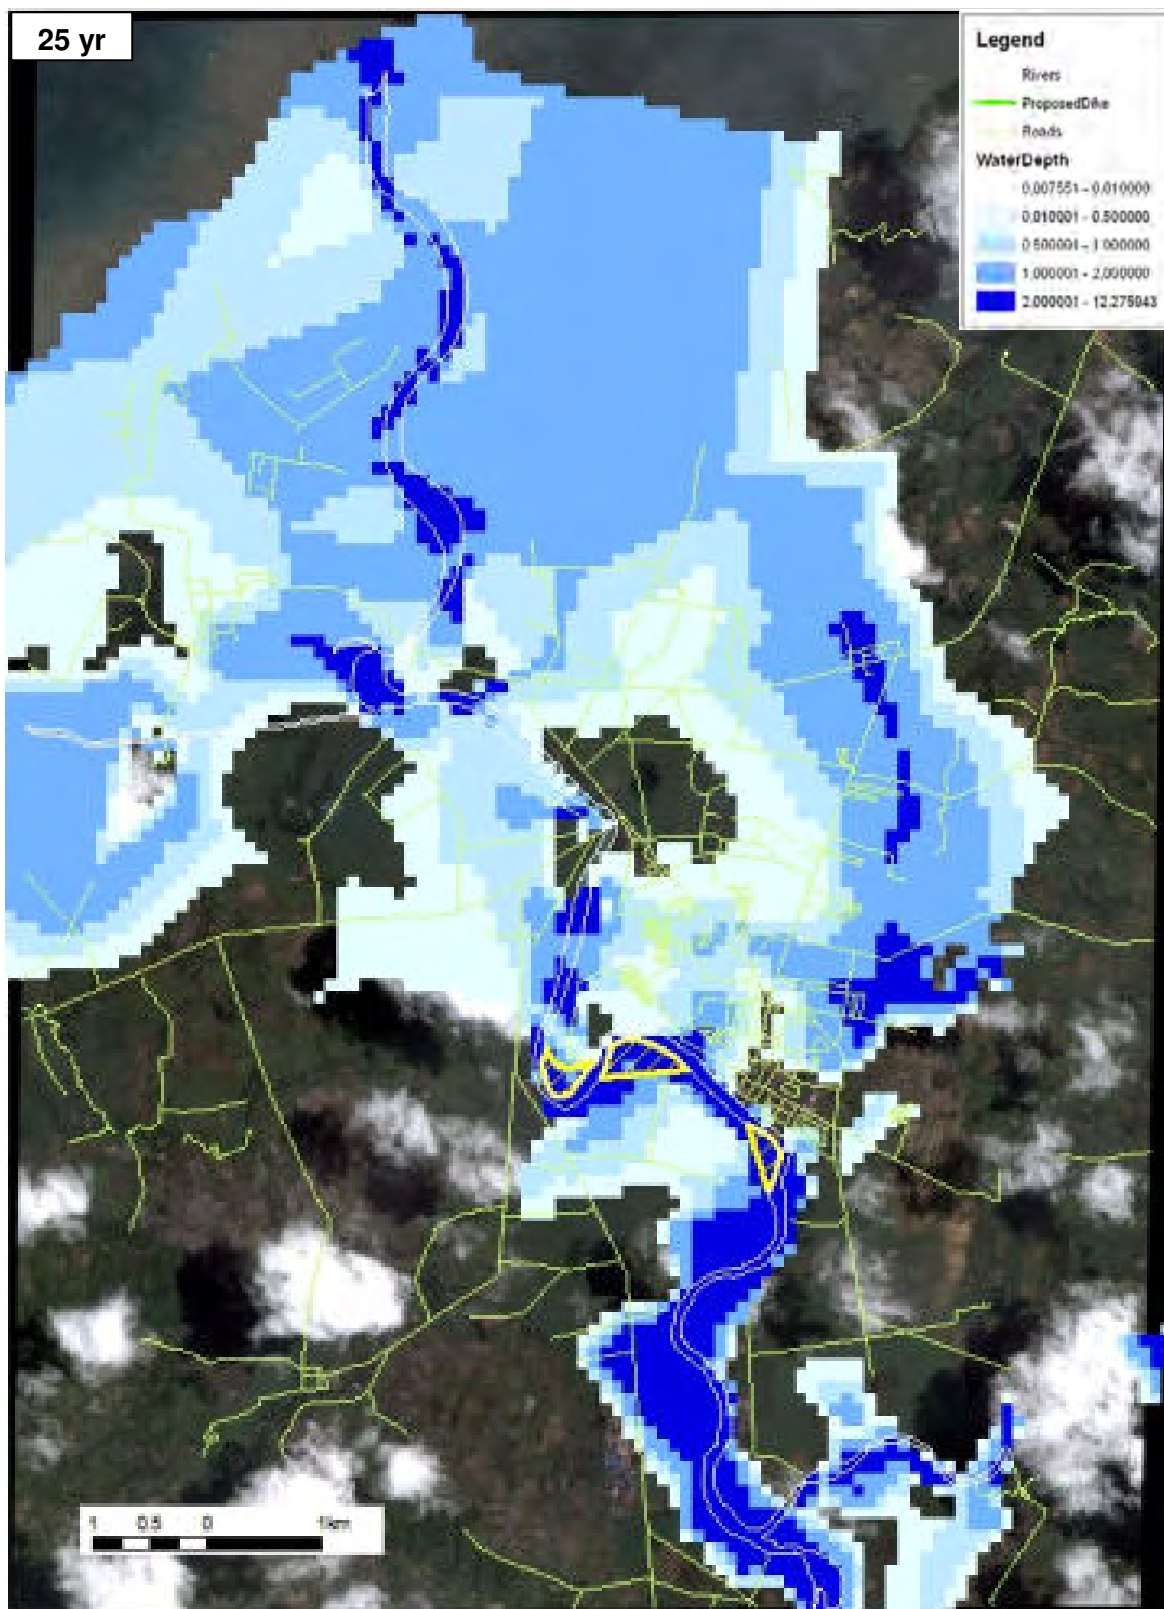 25 yr
Legend
Rivers
ProposedDike
Roads
WaterDepth
0.007551 - 0.010000
0.010001 - 0.500000
0.500001 - 1.000000
1.000001 - 2.000000
2.000001 - 12.275943
1 0.5 0 1km